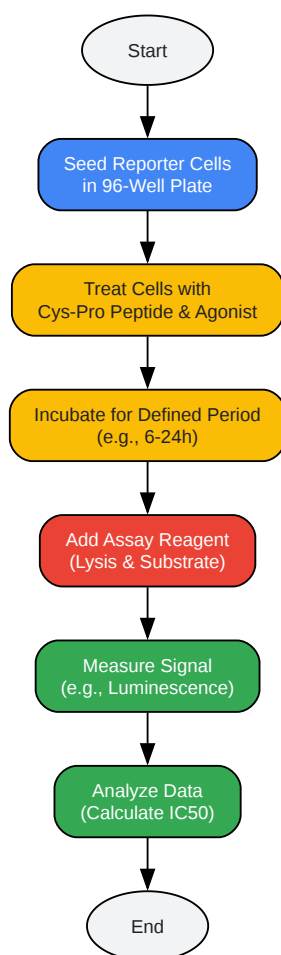 Start
Seed Reporter Cells
in 96-Well Plate
Treat Cells with
Cys-Pro Peptide & Agonist
Incubate for Defined Period
(e.g., 6-24h)
Add Assay Reagent
(Lysis & Substrate)
Measure Signal
(e.g., Luminescence)
Analyze Data
(Calculate IC50)
End